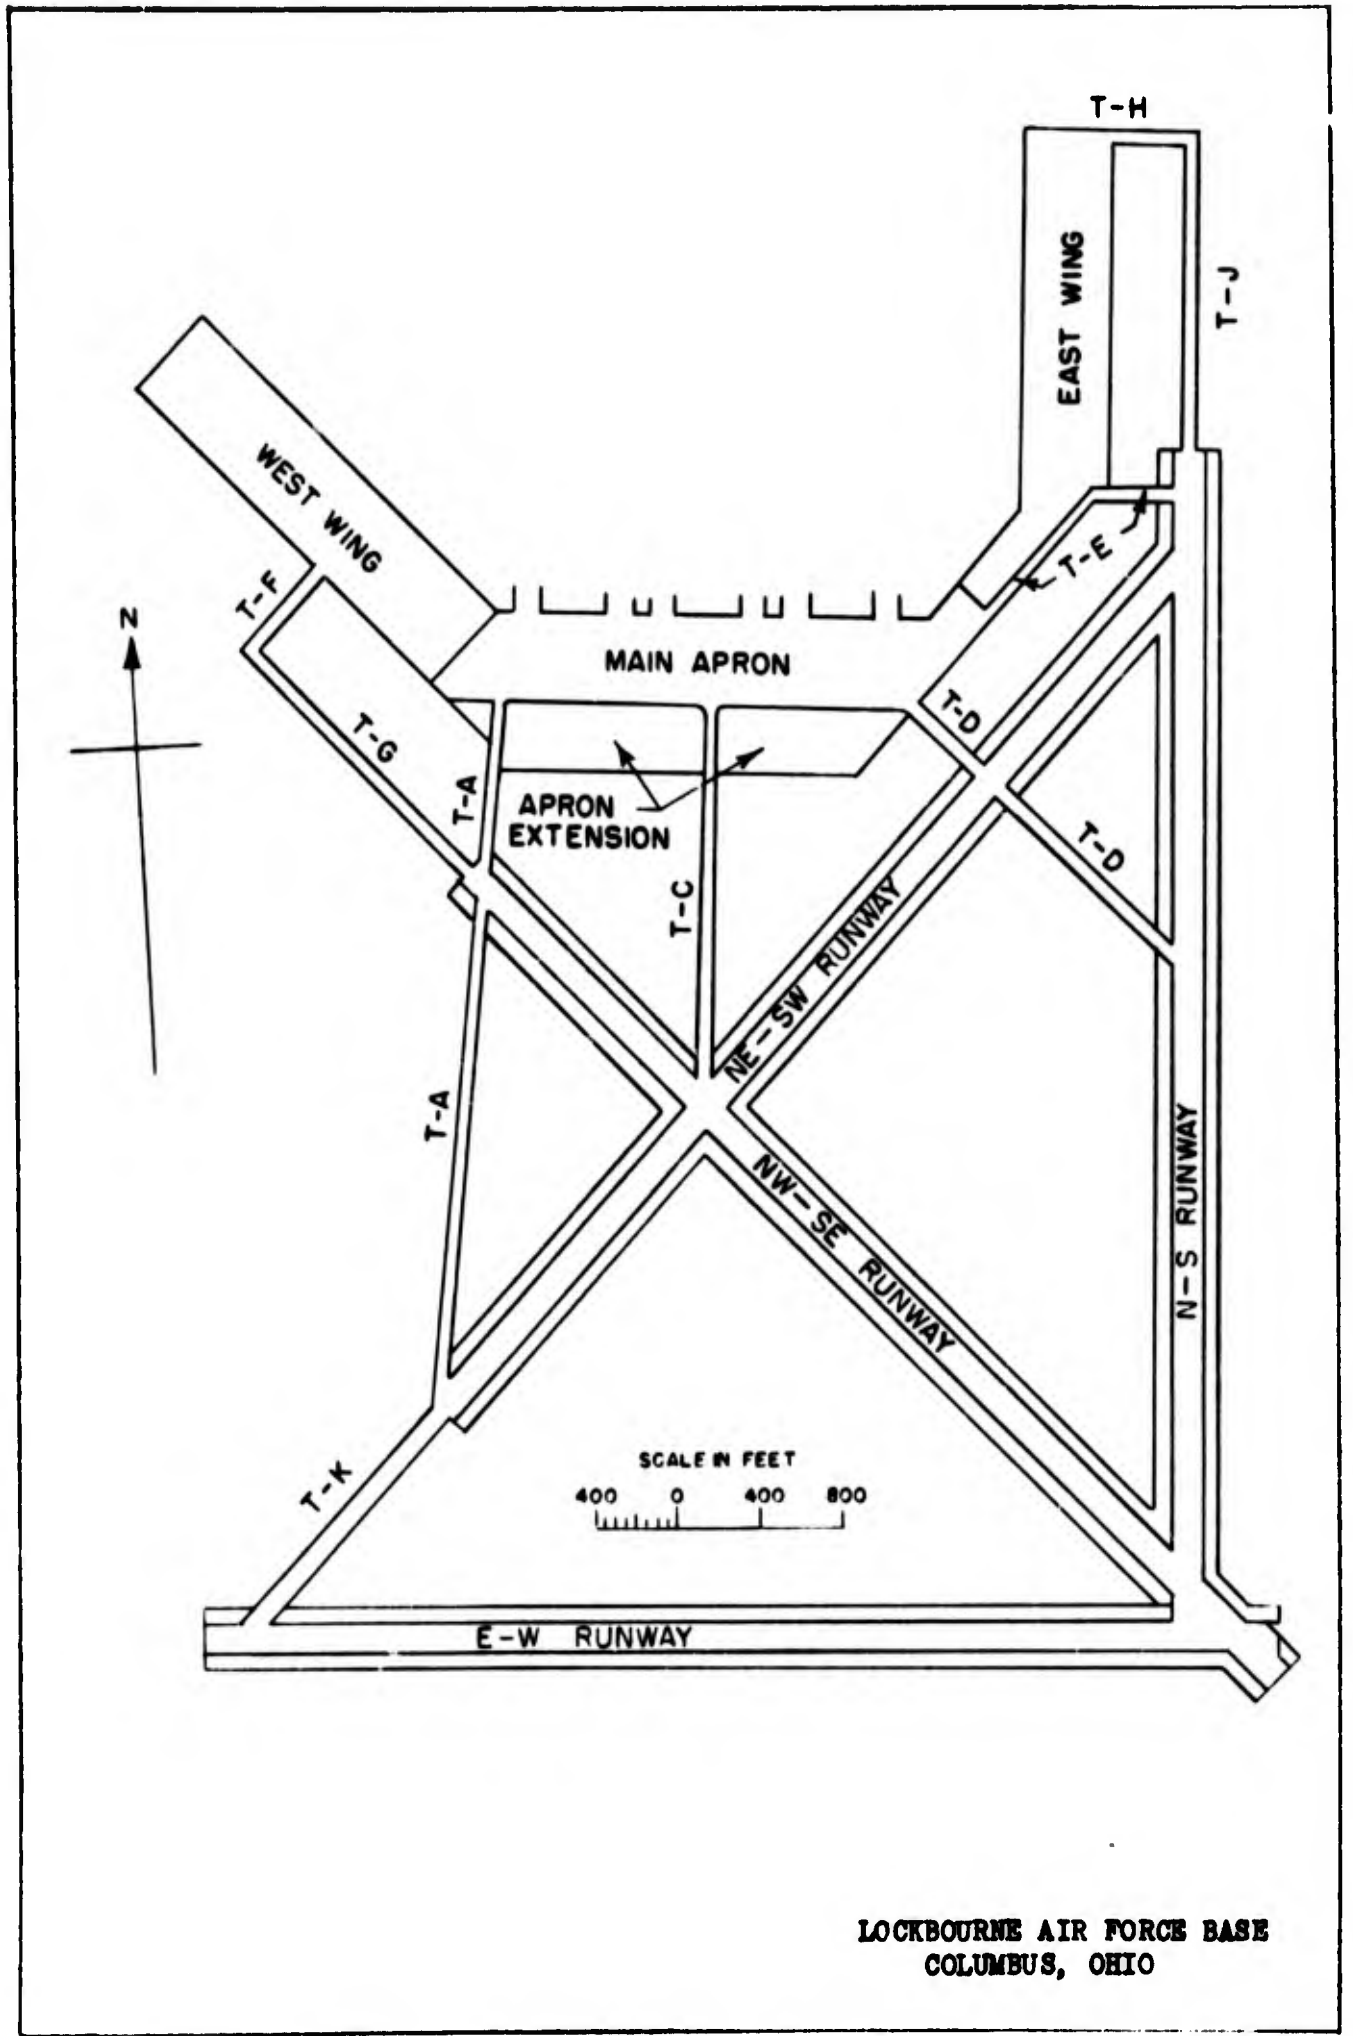 T-H
EAST WING
T-J
WEST WING
T-E
T-F
N
MAIN APRON
T-D
T-G
T-A
APRON
EXTENSION
T-D
T-C
NE-SW RUNWAY
T-A
N-S RUNWAY
NW-SE RUNWAY
SCALE IN FEET
400 0 400 800
T-K
E-W RUNWAY
LOCKBOURNE AIR FORCE BASE
COLUMBUS, OHIO